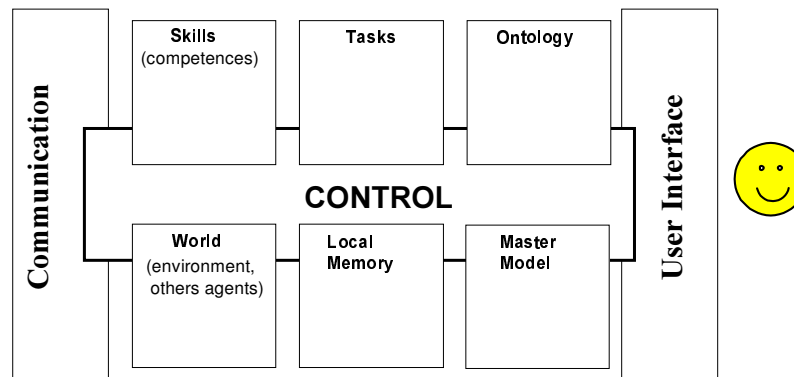 Communication
Skills
(competences)
Tasks
Ontology
CONTROL
World
(environment,
others agents)
Local
Memory
Master
Model
User Interface